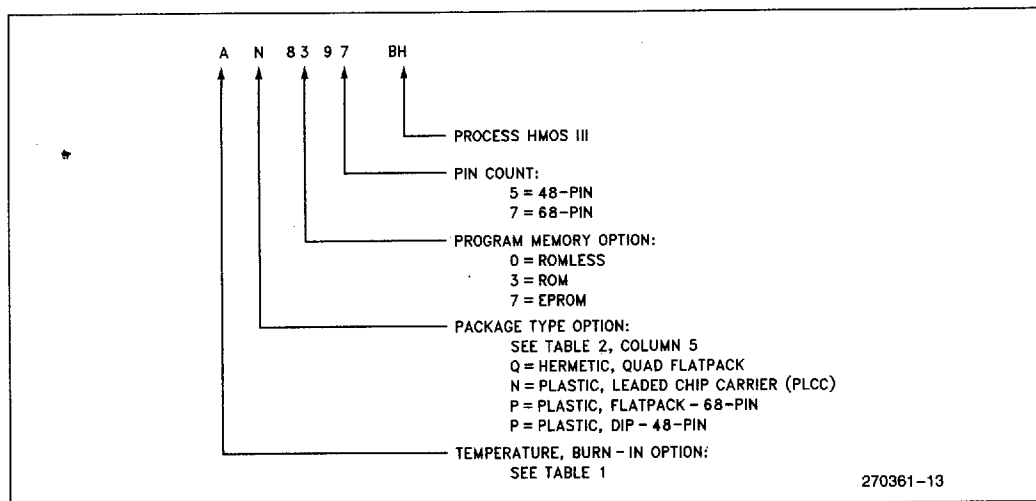 A N 8 3 9 7 BH
PROCESS HMOS III
PIN COUNT:
5 = 48-PIN
7 = 68-PIN
PROGRAM MEMORY OPTION:
0 = ROMLESS
3 = ROM
7 = EPROM
PACKAGE TYPE OPTION:
SEE TABLE 2, COLUMN 5
Q = HERMETIC, QUAD FLATPACK
N = PLASTIC, LEADED CHIP CARRIER (PLCC)
P = PLASTIC, FLATPACK - 68-PIN
P = PLASTIC, DIP - 48-PIN
TEMPERATURE, BURN - IN OPTION:
SEE TABLE 1
270361-13